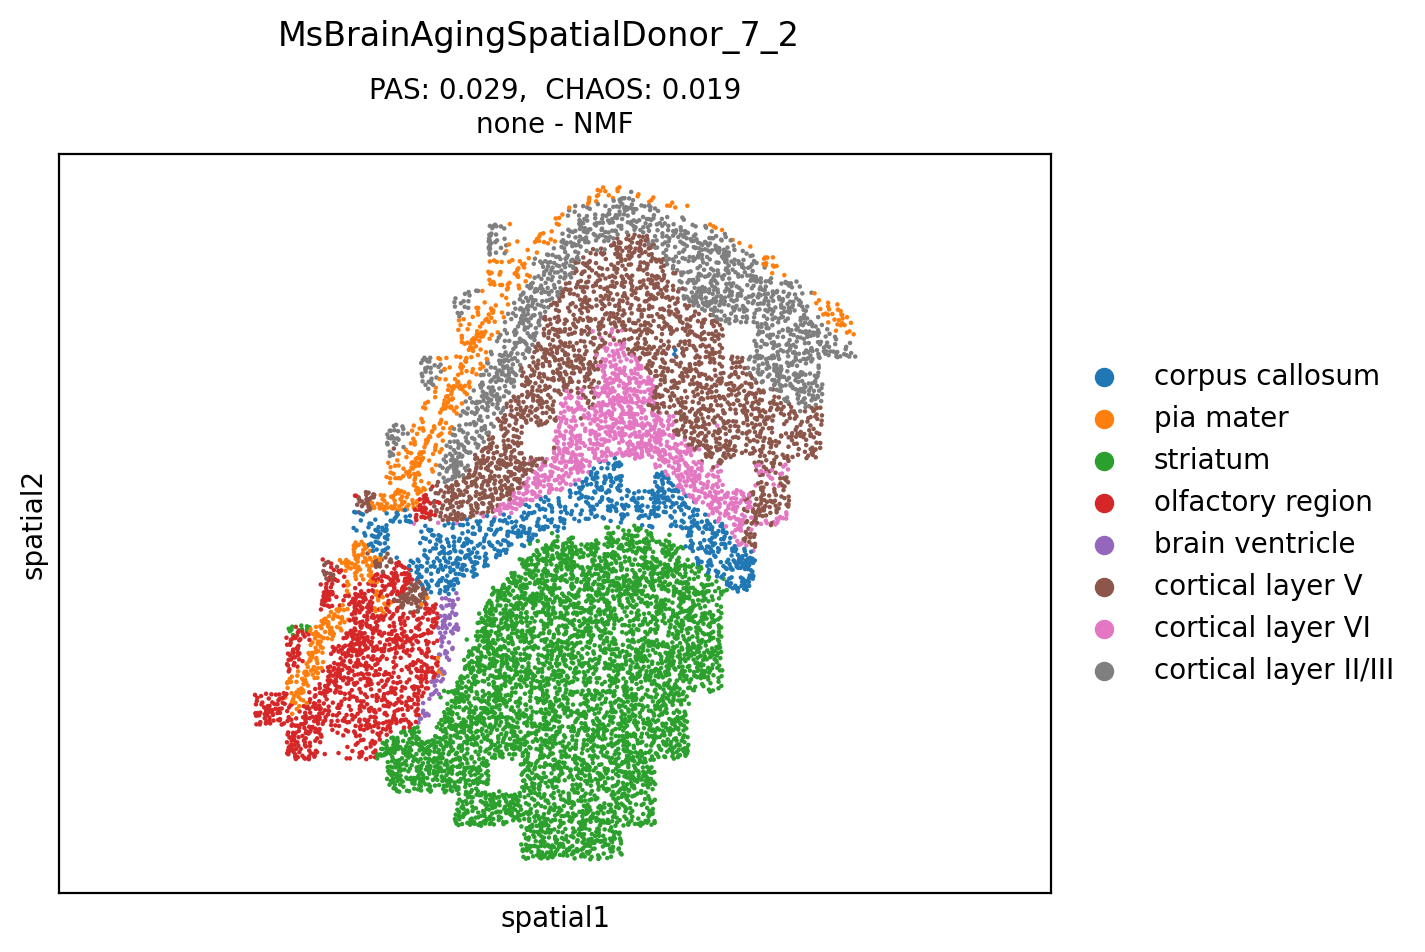 MsBrainAgingSpatialDonor_7_2
PAS: 0.029,  CHAOS: 0.019
none - NMF
spatial2
corpus callosum
pia mater
striatum
olfactory region
brain ventricle
cortical layer V
cortical layer VI
cortical layer II/III
spatial1